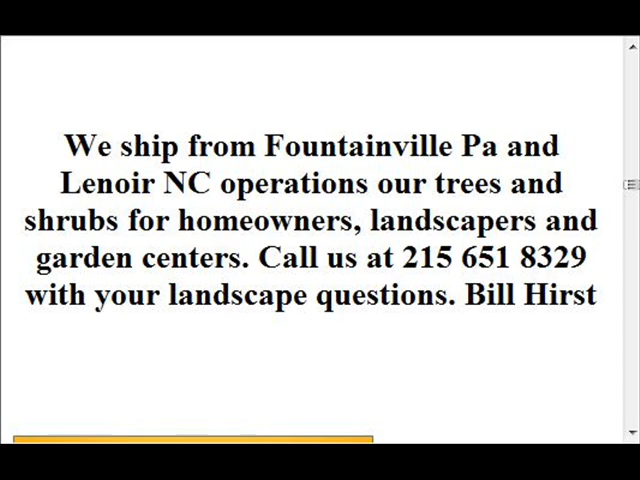 We ship from Fountainville Pa and
Lenoir NC operations our trees and
shrubs for homeowners, landscapers and
garden centers. Call us at 215 651 8329
with your landscape questions. Bill Hirst